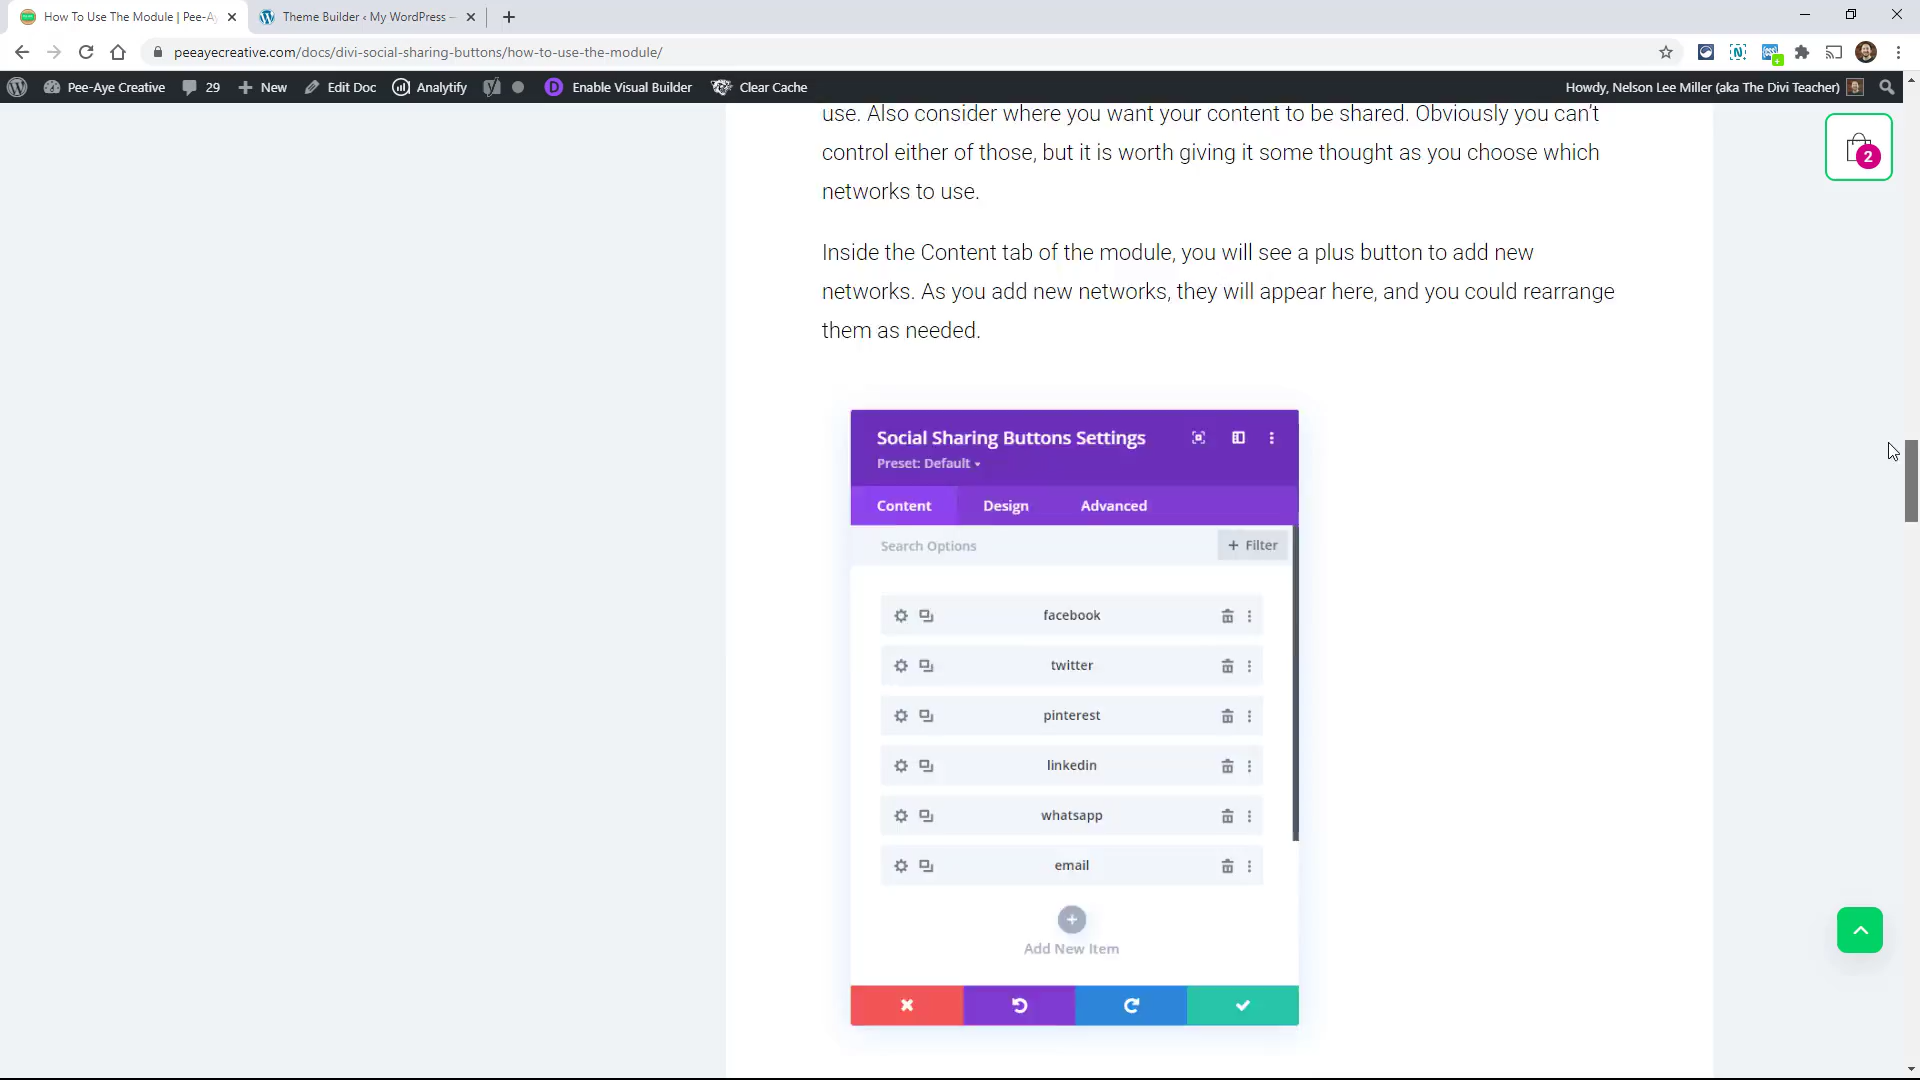 How To Use The Module | Pee-A
Theme Builder ‹ My WordPress —
peeayecreative.com/docs/divi-social-sharing-buttons/how-to-use-the-module/
Pee-Aye Creative 29 New Edit Doc Analytify Enable Visual Builder Clear Cache Howdy, Nelson Lee Miller (aka The Divi Teacher)
2
use. Also consider where you want your content to be shared. Obviously you can’t
control either of those, but it is worth giving it some thought as you choose which
networks to use.
Inside the Content tab of the module, you will see a plus button to add new
networks. As you add new networks, they will appear here, and you could rearrange
them as needed.
Social Sharing Buttons Settings
Preset: Default
Content Design Advanced
Search Options + Filter
facebook
twitter
pinterest
linkedin
whatsapp
email
Add New Item